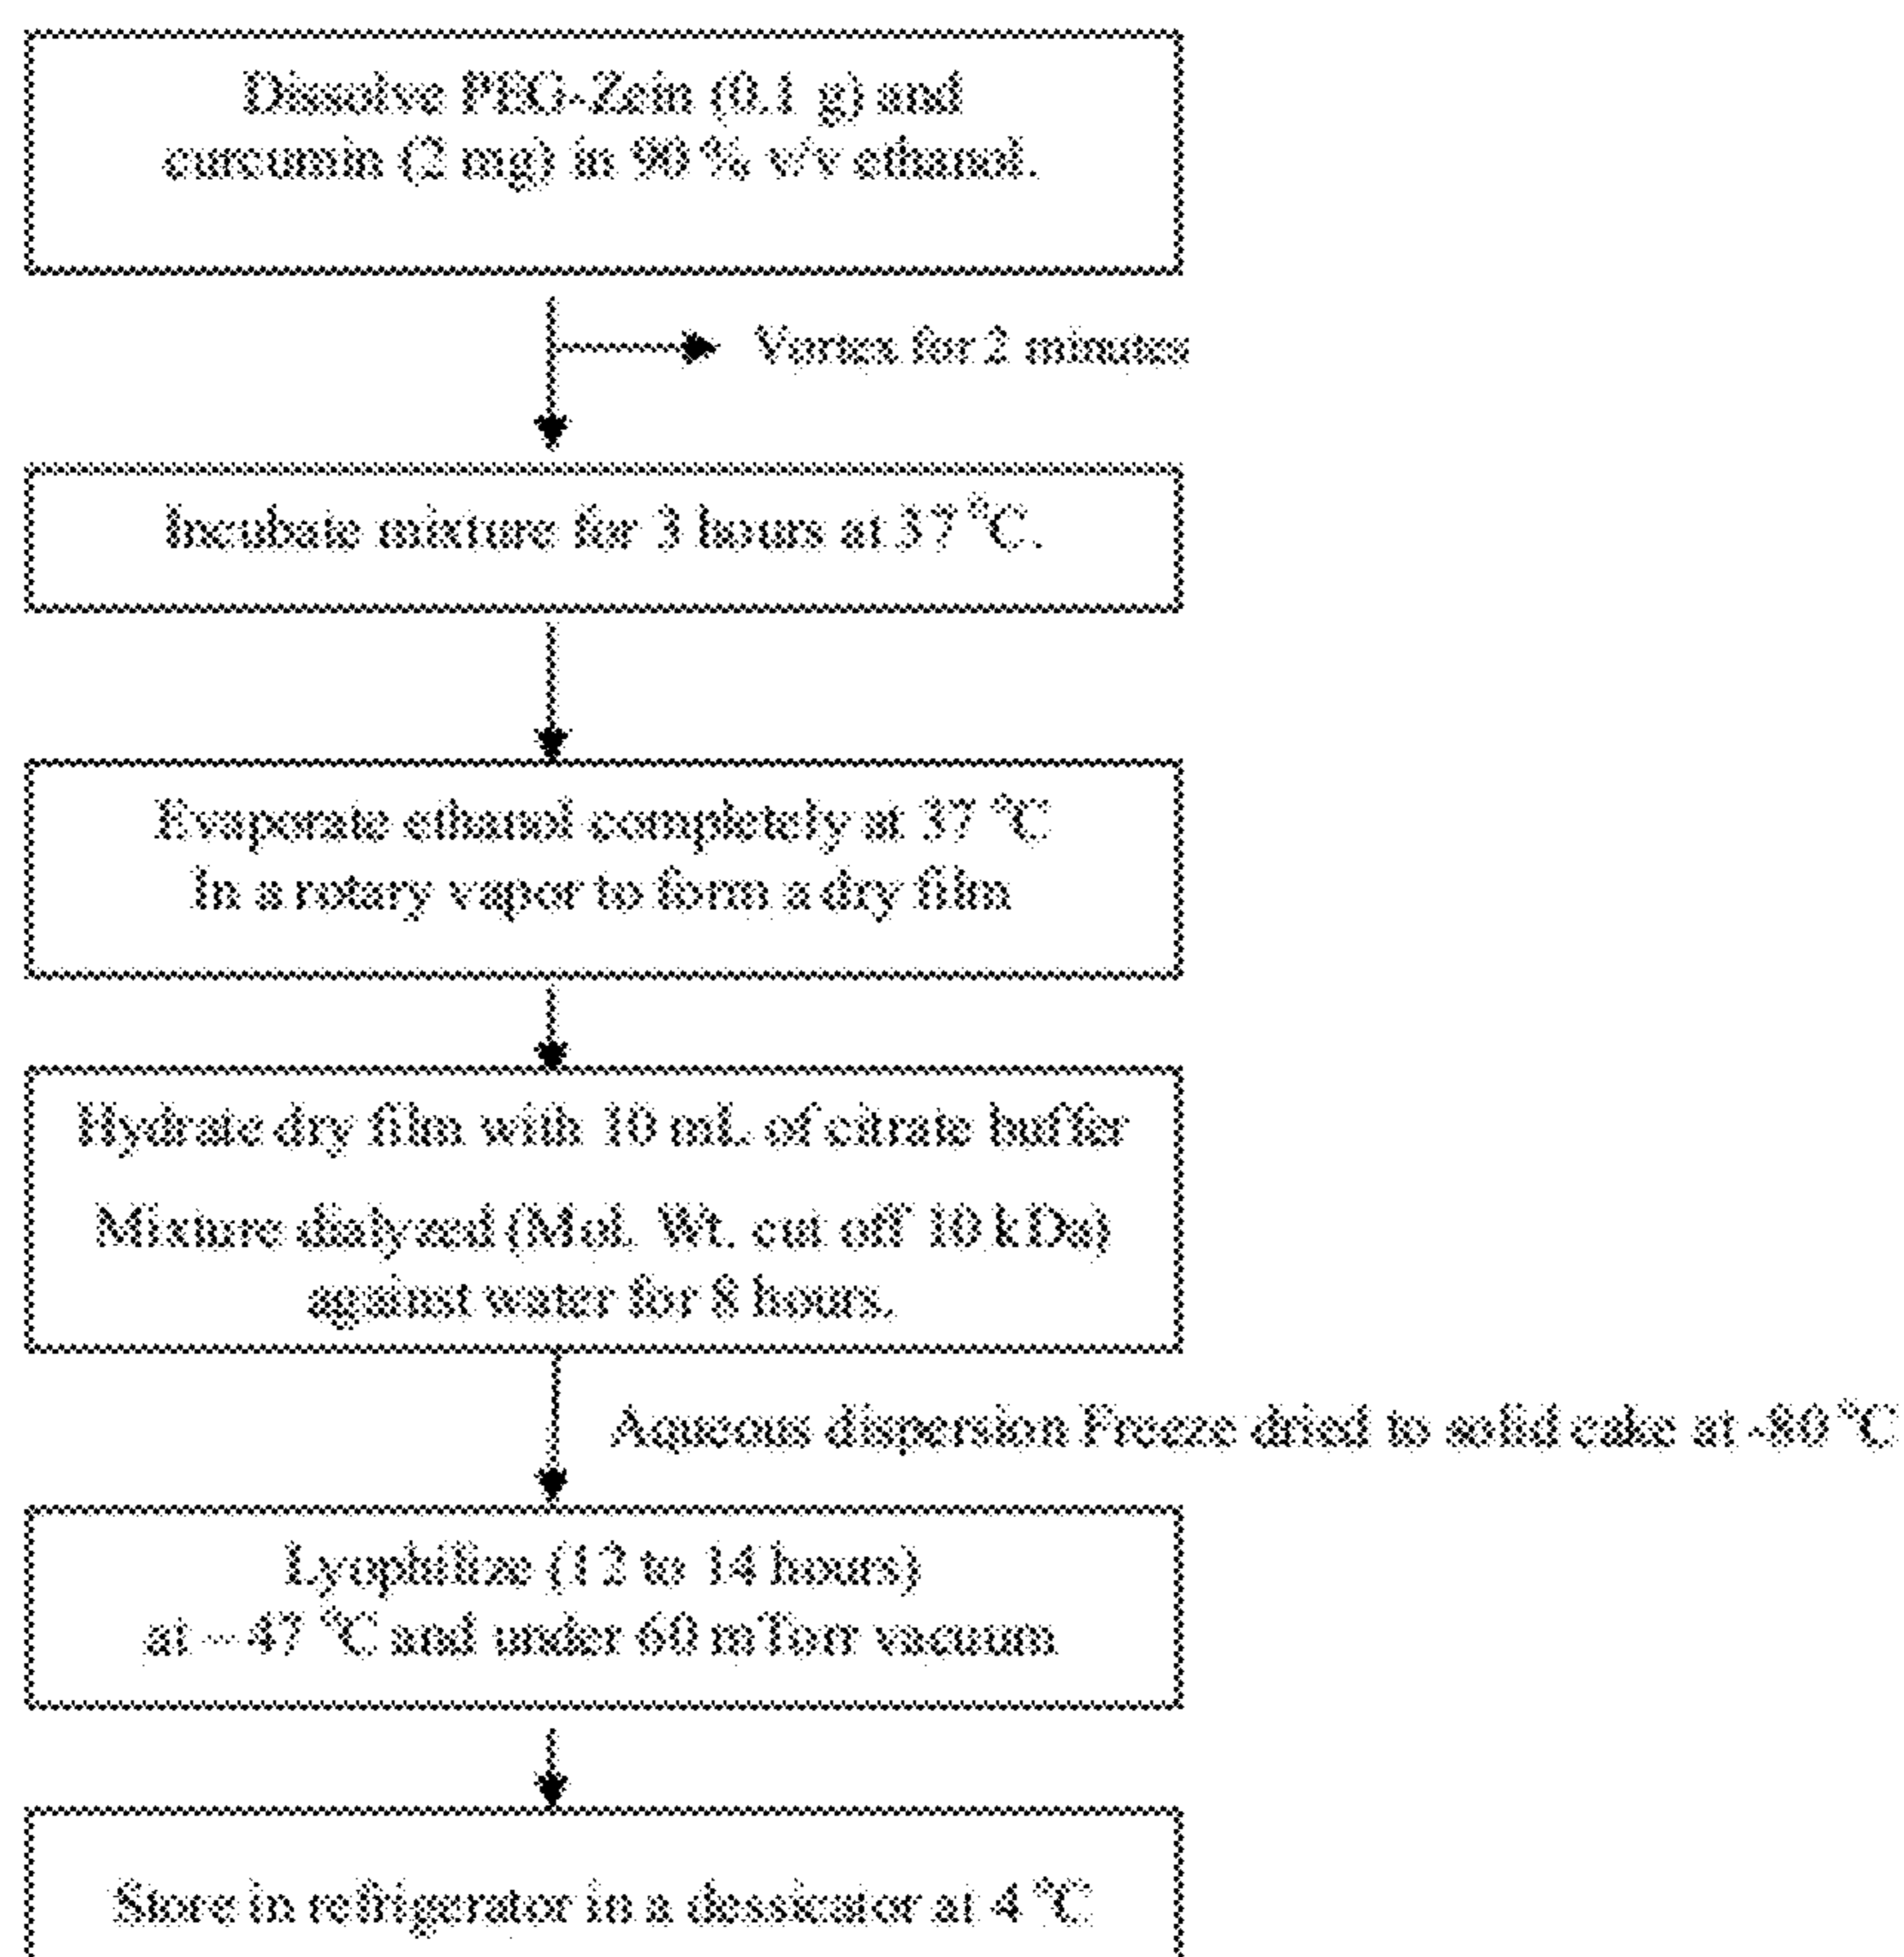 Dissolve PEG-Zein (0.1 g) and
curcumin (2 mg) in 90 % v/v ethanol.
Vortex for 2 minutes
Incubate mixture for 3 hours at 37 °C.
Evaporate ethanol completely at 37 °C
In a rotary vapor to form a dry film
Hydrate dry film with 10 mL of citrate buffer
Mixture dialyzed (Mol. Wt. cut off 10 kDa)
against water for 8 hours.
Aqueous dispersion Freeze dried to solid cake at -80 °C
Lyophilize (12 to 14 hours)
at – 47 °C and under 60 mTorr vacuum
Store in refrigerator in a dessicator at 4 °C